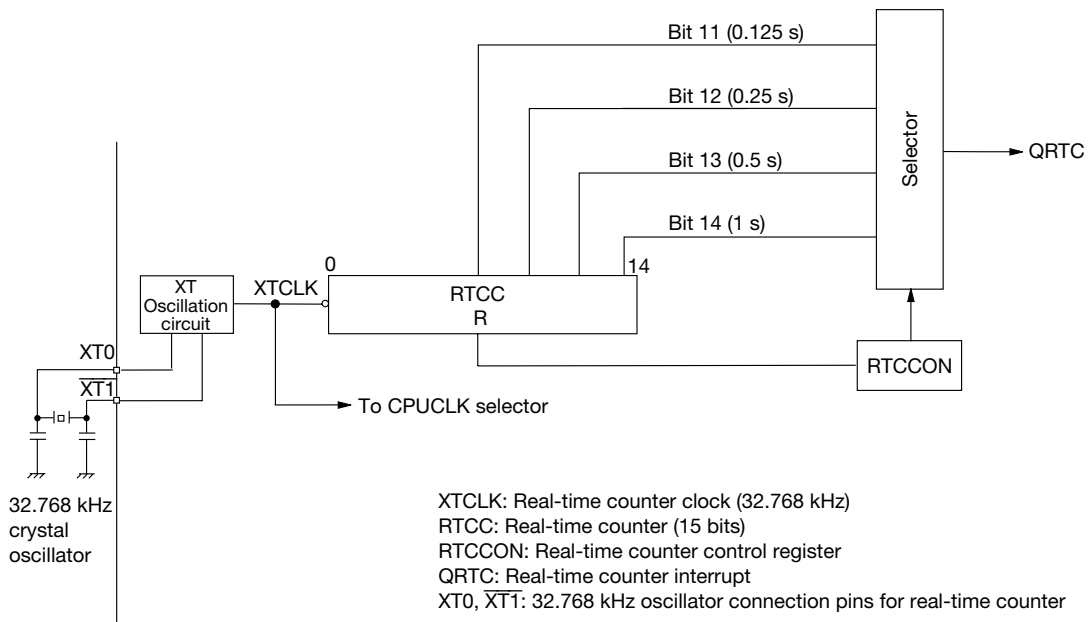 Bit 11 (0.125 s)
Bit 12 (0.25 s)
Bit 13 (0.5 s)
Bit 14 (1 s)
Selector
QRTC
0
14
XT
Oscillation
circuit
XTCLK
RTCC
R
RTCCON
XT0
X̅T̅1̅
To CPUCLK selector
32.768 kHz
crystal
oscillator
XTCLK: Real-time counter clock (32.768 kHz)
RTCC: Real-time counter (15 bits)
RTCCON: Real-time counter control register
QRTC: Real-time counter interrupt
XT0, X̅T̅1̅: 32.768 kHz oscillator connection pins for real-time counter